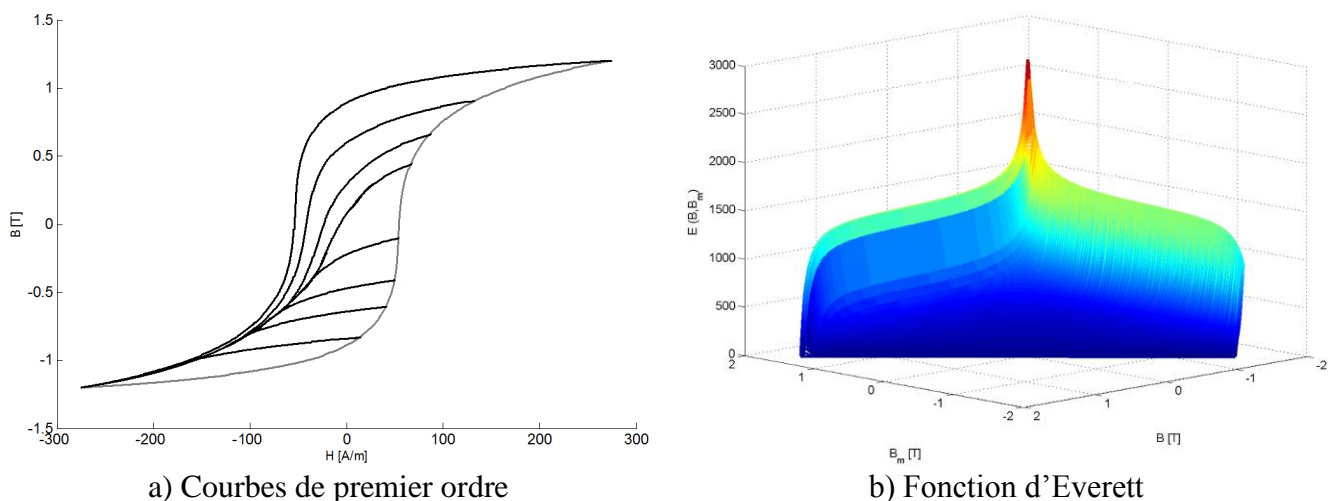 1.5
1
0.5
0
-0.5
-1
-1.5
B [T]
-300 -200 -100 0 100 200 300
H [A/m]
a) Courbes de premier ordre
3000
2500
2000
1500
1000
500
0
E (B,Bm)
2 1 0 -1 -2
Bm [T]
2 1 0 -1 -2
B [T]
b) Fonction d’Everett